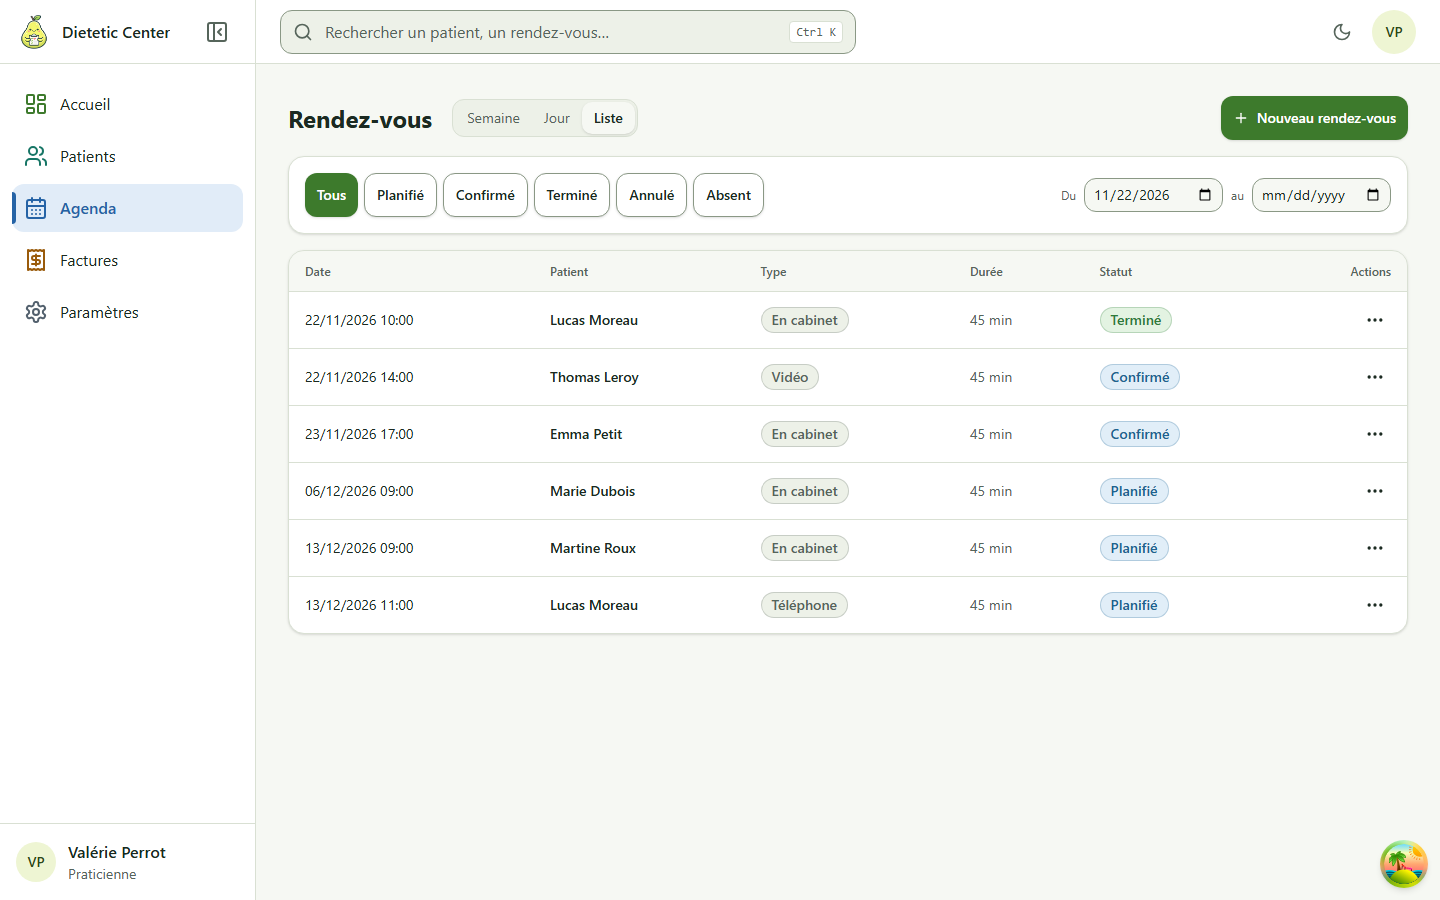 Dietetic Center
Rechercher un patient, un rendez-vous...
Ctrl K
VP
Accueil
Patients
Agenda
Factures
Paramètres
Rendez-vous
Semaine Jour Liste
+ Nouveau rendez-vous
Tous Planifié Confirmé Terminé Annulé Absent
Du 11/22/2026 au mm/dd/yyyy
Date Patient Type Durée Statut Actions
22/11/2026 10:00 Lucas Moreau En cabinet 45 min Terminé
22/11/2026 14:00 Thomas Leroy Vidéo 45 min Confirmé
23/11/2026 17:00 Emma Petit En cabinet 45 min Confirmé
06/12/2026 09:00 Marie Dubois En cabinet 45 min Planifié
13/12/2026 09:00 Martine Roux En cabinet 45 min Planifié
13/12/2026 11:00 Lucas Moreau Téléphone 45 min Planifié
VP
Valérie Perrot
Praticienne